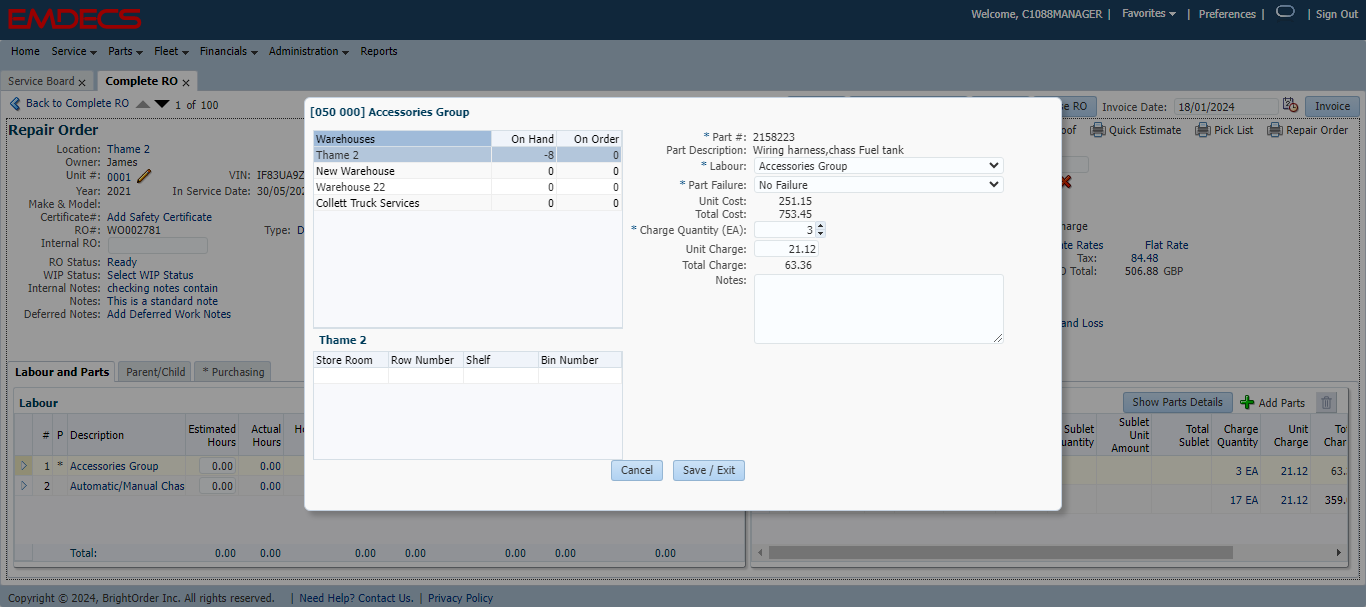 EMDECS
Welcome, C1088MANAGER | Favorites | Preferences | | Sign Out
Home Service Parts Fleet Financials Administration Reports
Service Board x Complete RO x
Back to Complete RO 1 of 100
RO Invoice Date: 18/01/2024 Invoice
Quick Estimate Pick List Repair Order
Repair Order
Location: Thame 2
Owner: James
Unit #: 0001 VIN: IF83UA9Z
Year: 2021 In Service Date: 30/05/202
Make & Model:
Certificate#: Add Safety Certificate
RO#: WO002781 Type: D
Internal RO:
RO Status: Ready
WIP Status: Select WIP Status
Internal Notes: checking notes contain
Notes: This is a standard note
Deferred Notes: Add Deferred Work Notes
harge
te Rates Flat Rate
Tax: 84.48
Total: 506.88 GBP
and Loss
[050 000] Accessories Group
Warehouses On Hand On Order
Thame 2 -8 0
New Warehouse 0 0
Warehouse 22 0 0
Collett Truck Services 0 0
Thame 2
Store Room Row Number Shelf Bin Number
* Part #: 2158223
Part Description: Wiring harness,chass Fuel tank
* Labour: Accessories Group
* Part Failure: No Failure
Unit Cost: 251.15
Total Cost: 753.45
* Charge Quantity (EA): 3
Unit Charge: 21.12
Total Charge: 63.36
Notes:
Cancel Save / Exit
Labour and Parts Parent/Child * Purchasing
Labour
# P Description Estimated Hours Actual Hours
1 * Accessories Group 0.00 0.00
2 Automatic/Manual Chas 0.00 0.00
Total: 0.00 0.00 0.00 0.00 0.00 0.00 0.00
Show Parts Details Add Parts
Sublet uantity Sublet Unit Amount Total Sublet Charge Quantity Unit Charge Tot Char
3 EA 21.12 63.
17 EA 21.12 359.
Copyright © 2024, BrightOrder Inc. All rights reserved. | Need Help? Contact Us. | Privacy Policy